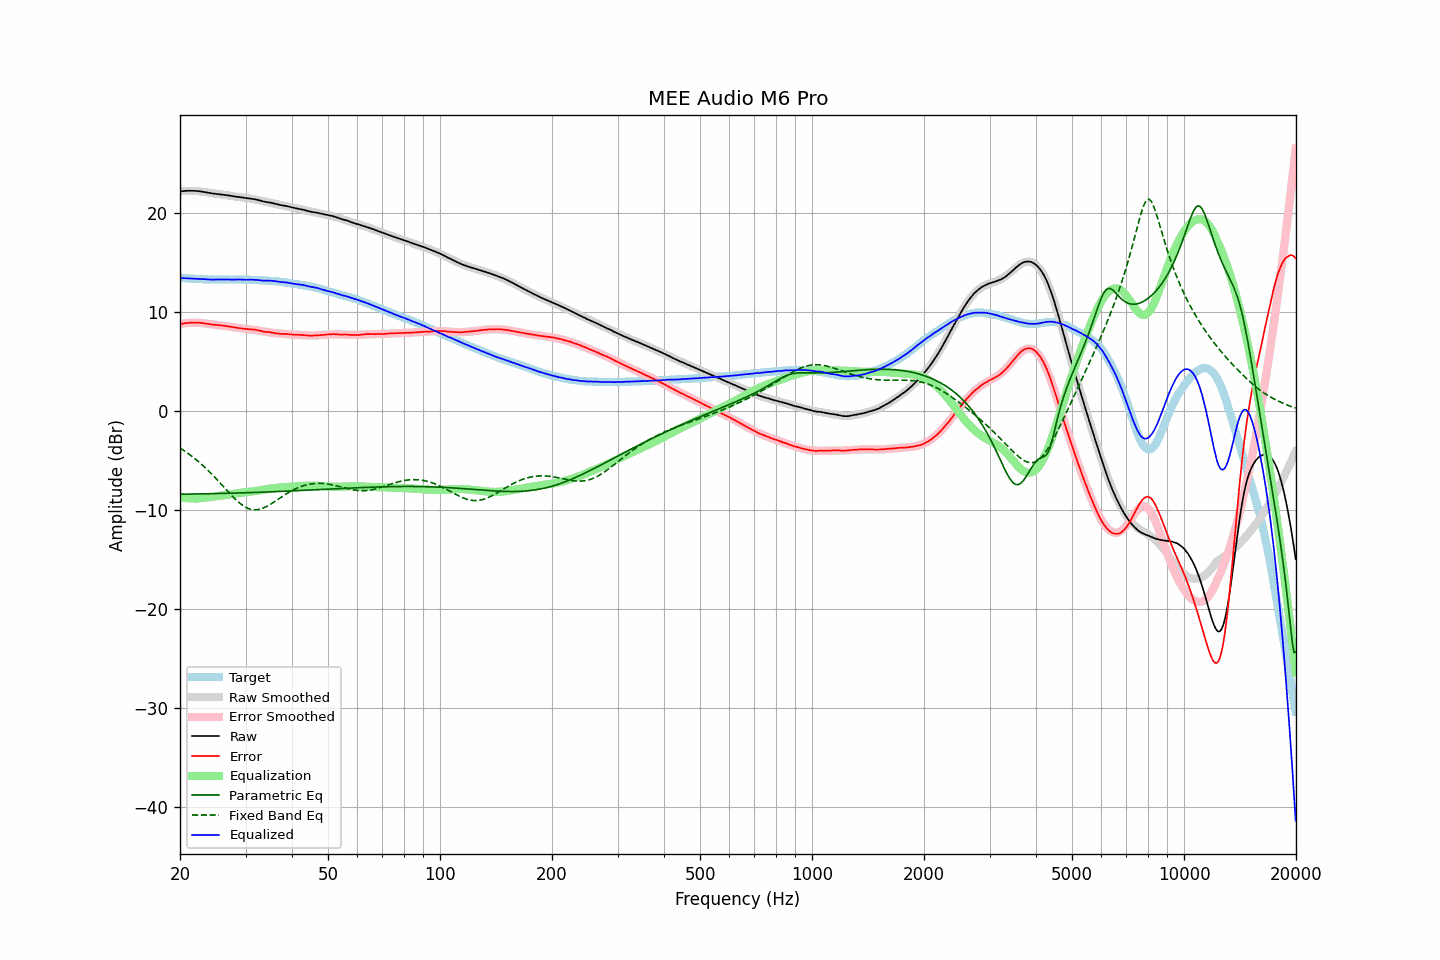 MEE Audio M6 Pro
Amplitude (dBr)
20
10
0
−10
−20
−30
−40
Target
Raw Smoothed
Error Smoothed
Raw
Error
Equalization
Parametric Eq
Fixed Band Eq
Equalized
20 50 100 200 500 1000 2000 5000 10000 20000
Frequency (Hz)